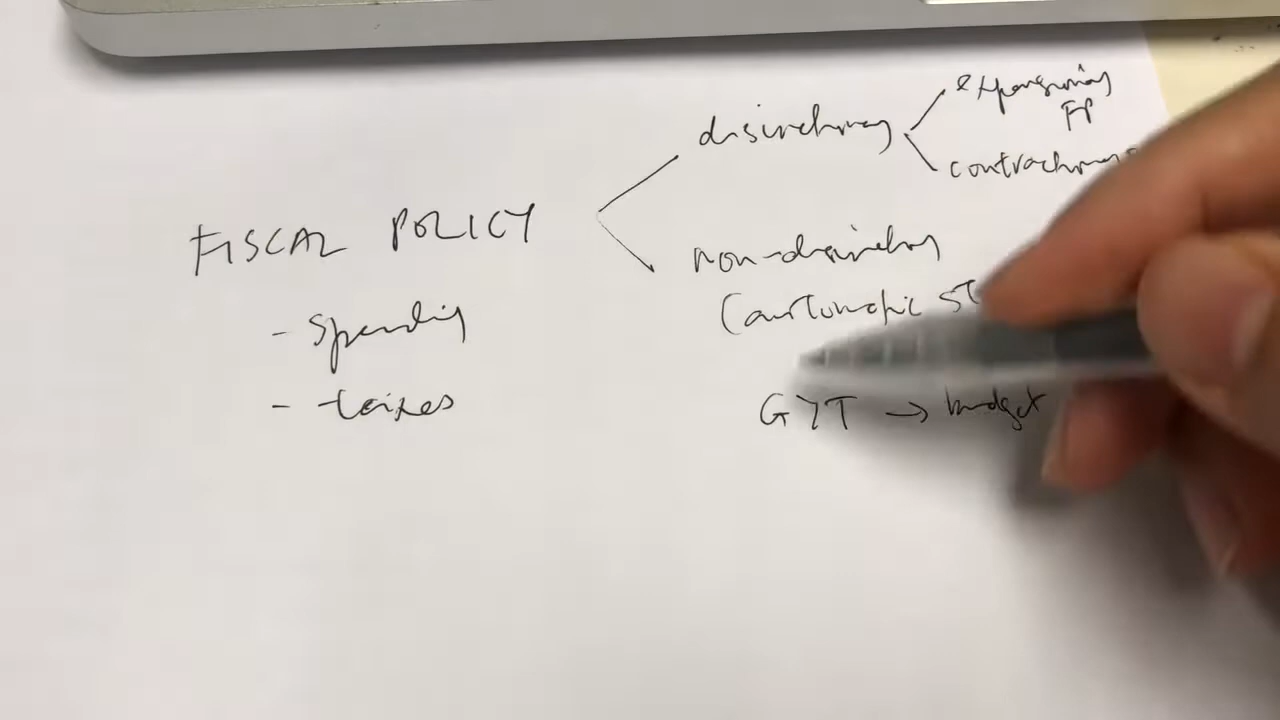 FISCAL POLICY
- Spending
- taxes
discretionary
expansionary
FP
contractionary
non-discretionary
(automatic ST
G>T → budget